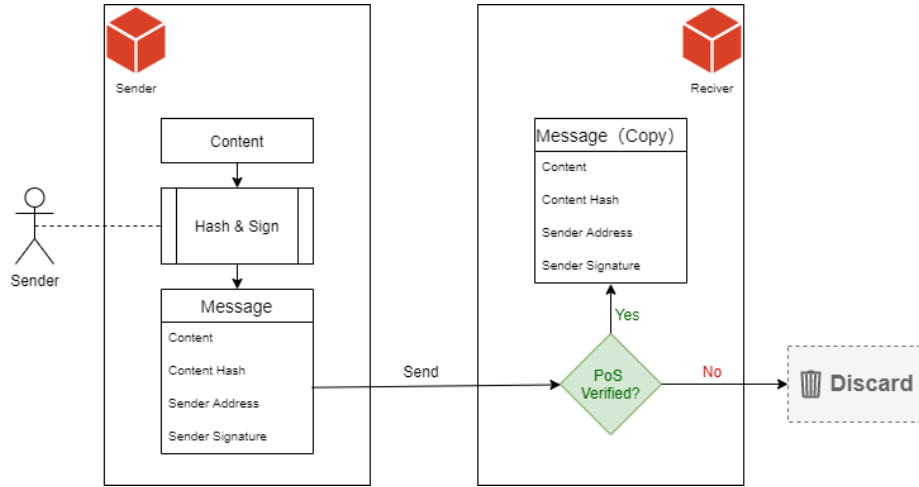 Sender
Content
Hash & Sign
Sender
Message
Content
Content Hash
Sender Address
Sender Signature
Send
Reciver
Message（Copy）
Content
Content Hash
Sender Address
Sender Signature
Yes
PoS
Verified?
No
Discard